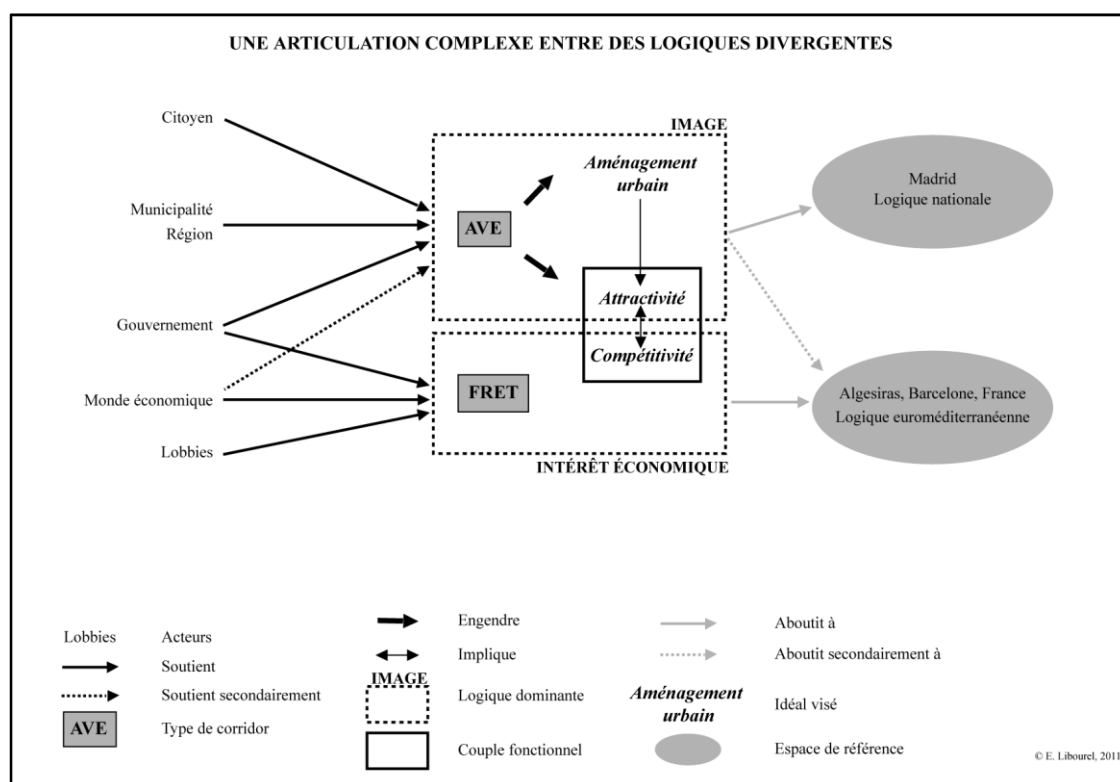 UNE ARTICULATION COMPLEXE ENTRE DES LOGIQUES DIVERGENTES
Citoyen
Municipalité
Région
Gouvernement
Monde économique
Lobbies
IMAGE
Aménagement
urbain
AVE
Attractivité
Compétitivité
FRET
INTÉRÊT ÉCONOMIQUE
Madrid
Logique nationale
Algesiras, Barcelone, France
Logique euroméditerranéenne
Lobbies
Acteurs
Soutient
Soutient secondairement
AVE
Type de corridor
Engendre
Implique
IMAGE
Logique dominante
Couple fonctionnel
Aboutit à
Aboutit secondairement à
Aménagement
urbain
Idéal visé
Espace de référence
© E. Libourel, 2011